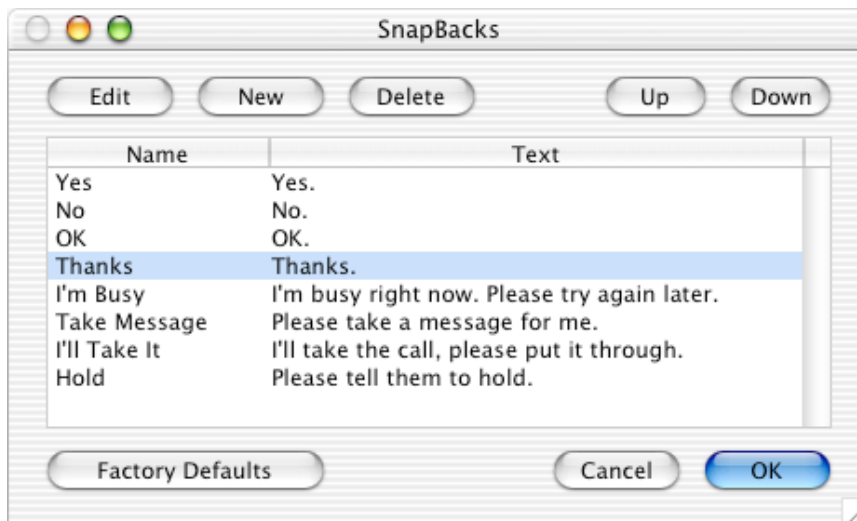 SnapBacks
Edit New Delete Up Down
Name Text
Yes Yes.
No No.
OK OK.
Thanks Thanks.
I'm Busy I'm busy right now. Please try again later.
Take Message Please take a message for me.
I'll Take It I'll take the call, please put it through.
Hold Please tell them to hold.
Factory Defaults Cancel OK